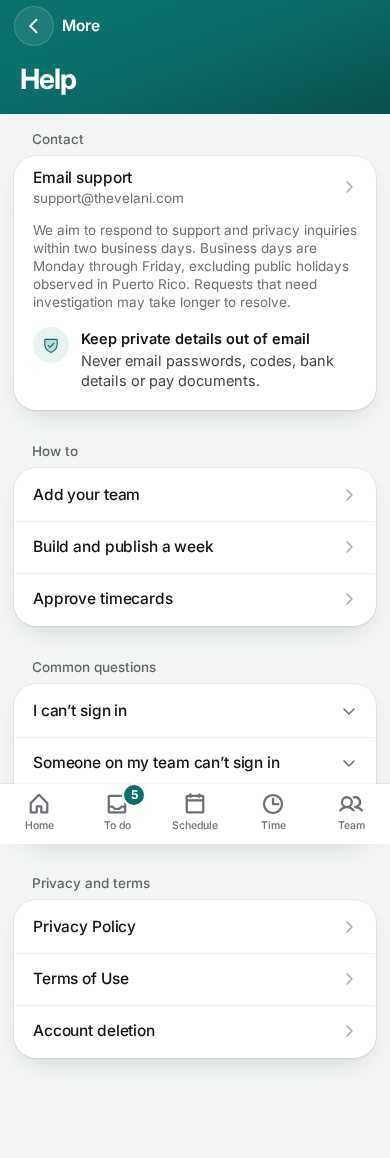 More
Help
Contact
Email support
support@thevelani.com
We aim to respond to support and privacy inquiries
within two business days. Business days are
Monday through Friday, excluding public holidays
observed in Puerto Rico. Requests that need
investigation may take longer to resolve.
Keep private details out of email
Never email passwords, codes, bank
details or pay documents.
How to
Add your team
Build and publish a week
Approve timecards
Common questions
I can’t sign in
Someone on my team can’t sign in
5
Home
To do
Schedule
Time
Team
Privacy and terms
Privacy Policy
Terms of Use
Account deletion